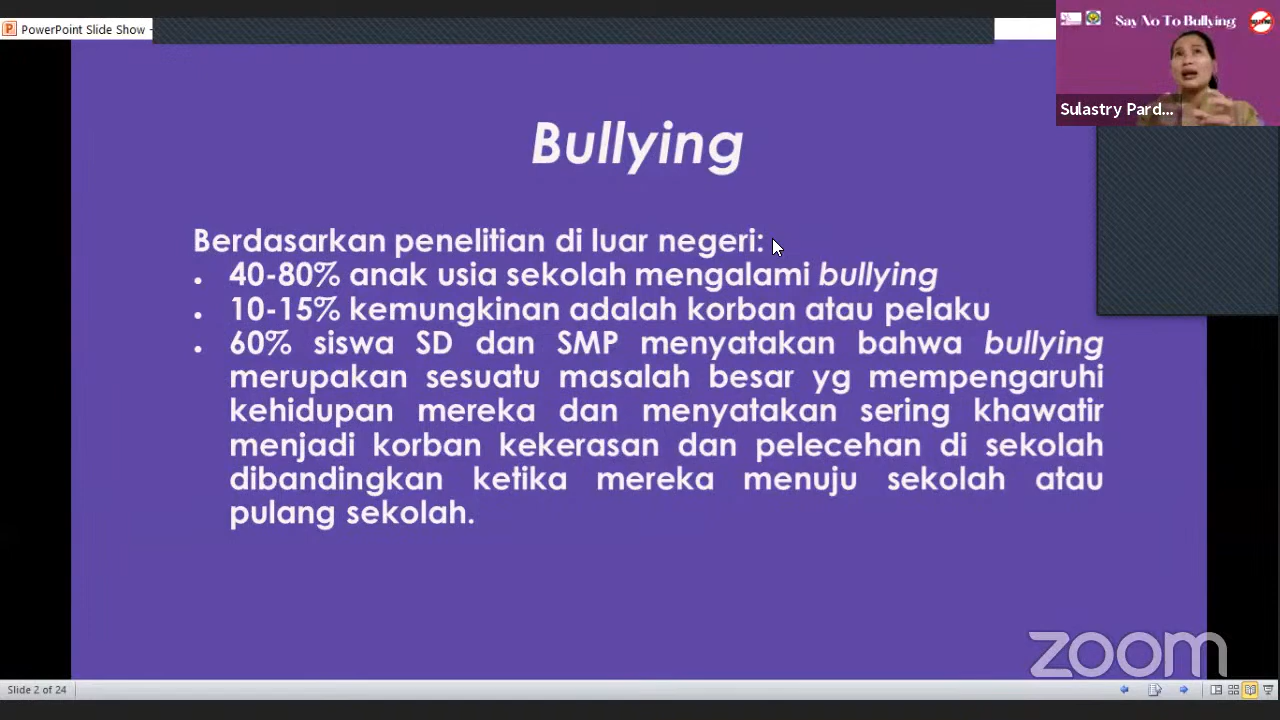 PowerPoint Slide Show -
Say No To Bullying
Sulastry Pard...
Bullying
Berdasarkan penelitian di luar negeri:
• 40-80% anak usia sekolah mengalami bullying
• 10-15% kemungkinan adalah korban atau pelaku
• 60% siswa SD dan SMP menyatakan bahwa bullying
merupakan sesuatu masalah besar yg mempengaruhi
kehidupan mereka dan menyatakan sering khawatir
menjadi korban kekerasan dan pelecehan di sekolah
dibandingkan ketika mereka menuju sekolah atau
pulang sekolah.
zoom
Slide 2 of 24